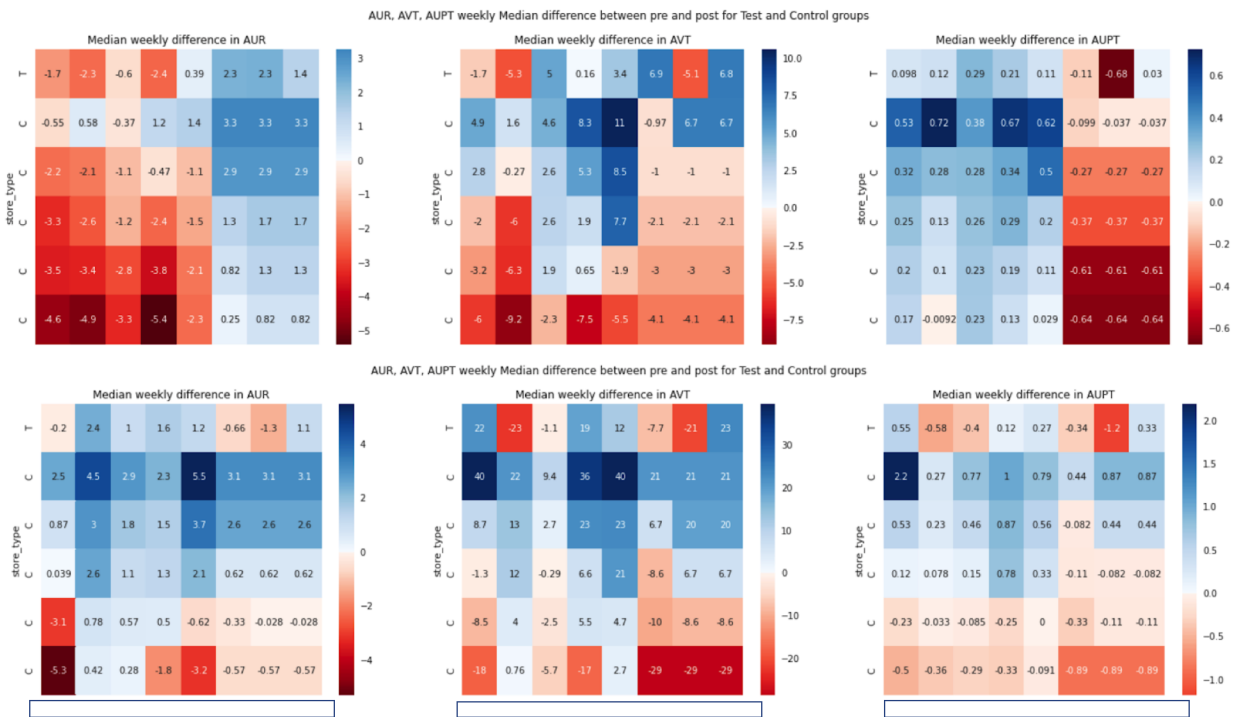 AUR, AVT, AUPT weekly Median difference between pre and post for Test and Control groups
Median weekly difference in AUR
3
2
1
0
−1
−2
−3
−4
−5
store_type
T -1.7 -2.3 -0.6 -2.4 0.39 2.3 2.3 1.4
C -0.55 0.58 -0.37 1.2 1.4 3.3 3.3 3.3
C -2.2 -2.1 -1.1 -0.47 -1.1 2.9 2.9 2.9
C -3.3 -2.6 -1.2 -2.4 -1.5 1.3 1.7 1.7
C -3.5 -3.4 -2.8 -3.8 -2.1 0.82 1.3 1.3
C -4.6 -4.9 -3.3 -5.4 -2.3 0.25 0.82 0.82
Median weekly difference in AVT
10.0
7.5
5.0
2.5
0.0
−2.5
−5.0
−7.5
store_type
T -1.7 -5.3 5 0.16 3.4 6.9 -5.1 6.8
C 4.9 1.6 4.6 8.3 11 -0.97 6.7 6.7
C 2.8 -0.27 2.6 5.3 8.5 -1 -1 -1
C -2 -6 2.6 1.9 7.7 -2.1 -2.1 -2.1
C -3.2 -6.3 1.9 0.65 -1.9 -3 -3 -3
C -6 -9.2 -2.3 -7.5 -5.5 -4.1 -4.1 -4.1
Median weekly difference in AUPT
0.6
0.4
0.2
0.0
−0.2
−0.4
−0.6
store_type
T 0.098 0.12 0.29 0.21 0.11 -0.11 -0.68 0.03
C 0.53 0.72 0.38 0.67 0.62 -0.099 -0.037 -0.037
C 0.32 0.28 0.28 0.34 0.5 -0.27 -0.27 -0.27
C 0.25 0.13 0.26 0.29 0.2 -0.37 -0.37 -0.37
C 0.2 0.1 0.23 0.19 0.11 -0.61 -0.61 -0.61
C 0.17 -0.0092 0.23 0.13 0.029 -0.64 -0.64 -0.64
AUR, AVT, AUPT weekly Median difference between pre and post for Test and Control groups
Median weekly difference in AUR
4
2
0
−2
−4
store_type
T -0.2 2.4 1 1.6 1.2 -0.66 -1.3 1.1
C 2.5 4.5 2.9 2.3 5.5 3.1 3.1 3.1
C 0.87 3 1.8 1.5 3.7 2.6 2.6 2.6
C 0.039 2.6 1.1 1.3 2.1 0.62 0.62 0.62
C -3.1 0.78 0.57 0.5 -0.62 -0.33 -0.028 -0.028
C -5.3 0.42 0.28 -1.8 -3.2 -0.57 -0.57 -0.57
Median weekly difference in AVT
30
20
10
0
−10
−20
store_type
T 22 -23 -1.1 19 12 -7.7 -21 23
C 40 22 9.4 36 40 21 21 21
C 8.7 13 2.7 23 23 6.7 20 20
C -1.3 12 -0.29 6.6 21 -8.6 6.7 6.7
C -8.5 4 -2.5 5.5 4.7 -10 -8.6 -8.6
C -18 0.76 -5.7 -17 2.7 -29 -29 -29
Median weekly difference in AUPT
2.0
1.5
1.0
0.5
0.0
−0.5
−1.0
store_type
T 0.55 -0.58 -0.4 0.12 0.27 -0.34 -1.2 0.33
C 2.2 0.27 0.77 1 0.79 0.44 0.87 0.87
C 0.53 0.23 0.46 0.87 0.56 -0.082 0.44 0.44
C 0.12 0.078 0.15 0.78 0.33 -0.11 -0.082 -0.082
C -0.23 -0.033 -0.085 -0.25 0 -0.33 -0.11 -0.11
C -0.5 -0.36 -0.29 -0.33 -0.091 -0.89 -0.89 -0.89